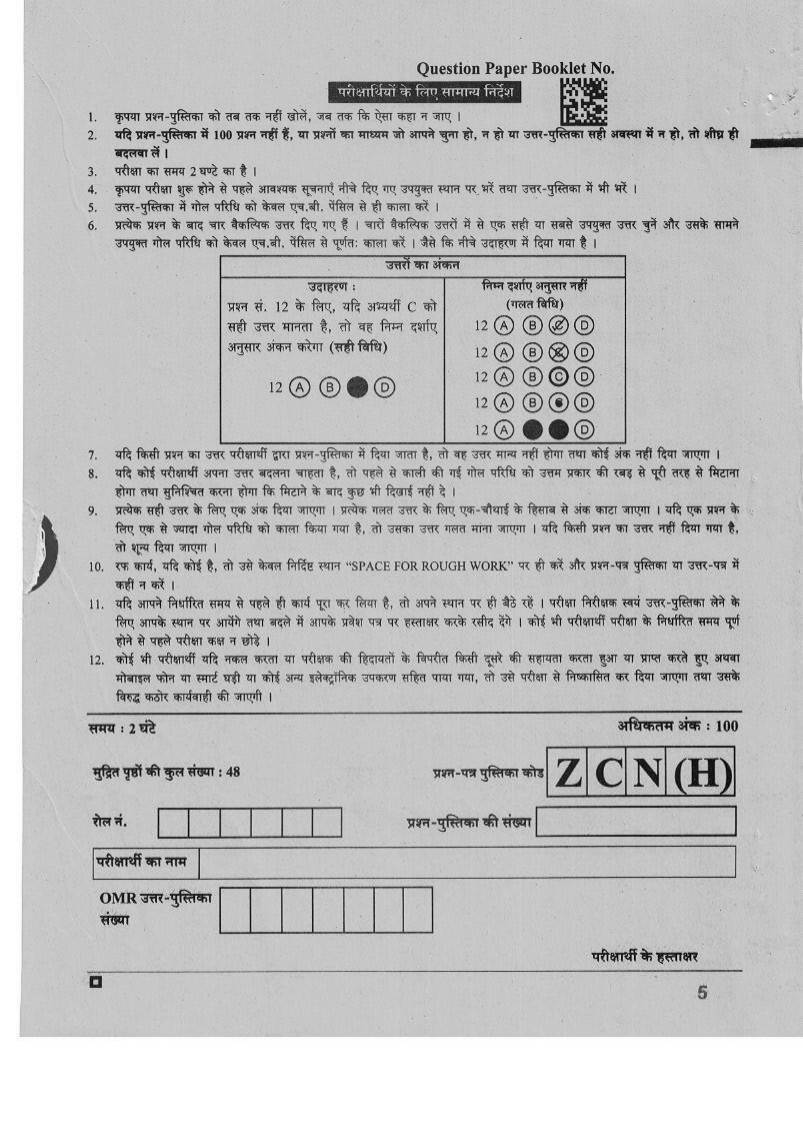 Question Paper Booklet No.
परीक्षार्थियों के लिए सामान्य निर्देश
1. कृपया प्रश्न-पुस्तिका को तब तक नहीं खोलें, जब तक कि ऐसा कहा न जाए ।
2. यदि प्रश्न-पुस्तिका में 100 प्रश्न नहीं हैं, या प्रश्नों का माध्यम जो आपने चुना हो, न हो या उत्तर-पुस्तिका सही अवस्था में न हो, तो शीघ्र ही
बदलवा लें ।
3. परीक्षा का समय 2 घण्टे का है ।
4. कृपया परीक्षा शुरू होने से पहले आवश्यक सूचनाएँ नीचे दिए गए उपयुक्त स्थान पर भरें तथा उत्तर-पुस्तिका में भी भरें ।
5. उत्तर-पुस्तिका में गोल परिधि को केवल एच.बी. पेंसिल से ही काला करें ।
6. प्रत्येक प्रश्न के बाद चार वैकल्पिक उत्तर दिए गए हैं । चारों वैकल्पिक उत्तरों में से एक सही या सबसे उपयुक्त उत्तर चुनें और उसके सामने
उपयुक्त गोल परिधि को केवल एच.बी. पेंसिल से पूर्णतः काला करें । जैसे कि नीचे उदाहरण में दिया गया है ।
उत्तरों का अंकन
उदाहरण :
प्रश्न सं. 12 के लिए, यदि अभ्यर्थी C को
सही उत्तर मानता है, तो वह निम्न दर्शाए
अनुसार अंकन करेगा (सही विधि)
12 A B D
निम्न दर्शाए अनुसार नहीं
(गलत विधि)
12 A B C D
12 A B C D
12 A B C D
12 A B D
12 A D
7. यदि किसी प्रश्न का उत्तर परीक्षार्थी द्वारा प्रश्न-पुस्तिका में दिया जाता है, तो वह उत्तर मान्य नहीं होगा तथा कोई अंक नहीं दिया जाएगा ।
8. यदि कोई परीक्षार्थी अपना उत्तर बदलना चाहता है, तो पहले से काली की गई गोल परिधि को उत्तम प्रकार की रबड़ से पूरी तरह से मिटाना
होगा तथा सुनिश्चित करना होगा कि मिटाने के बाद कुछ भी दिखाई नहीं दे ।
9. प्रत्येक सही उत्तर के लिए एक अंक दिया जाएगा । प्रत्येक गलत उत्तर के लिए एक-चौथाई के हिसाब से अंक काटा जाएगा । यदि एक प्रश्न के
लिए एक से ज्यादा गोल परिधि को काला किया गया है, तो उसका उत्तर गलत माना जाएगा । यदि किसी प्रश्न का उत्तर नहीं दिया गया है,
तो शून्य दिया जाएगा ।
10. रफ कार्य, यदि कोई है, तो उसे केवल निर्दिष्ट स्थान “SPACE FOR ROUGH WORK” पर ही करें और प्रश्न-पत्र पुस्तिका या उत्तर-पत्र में
कहीं न करें ।
11. यदि आपने निर्धारित समय से पहले ही कार्य पूरा कर लिया है, तो अपने स्थान पर ही बैठे रहें । परीक्षा निरीक्षक स्वयं उत्तर-पुस्तिका लेने के
लिए आपके स्थान पर आयेंगे तथा बदले में आपके प्रवेश पत्र पर हस्ताक्षर करके रसीद देंगे । कोई भी परीक्षार्थी परीक्षा के निर्धारित समय पूर्ण
होने से पहले परीक्षा कक्ष न छोड़े ।
12. कोई भी परीक्षार्थी यदि नकल करता या परीक्षक की हिदायतों के विपरीत किसी दूसरे की सहायता करता हुआ या प्राप्त करते हुए अथवा
मोबाइल फोन या स्मार्ट घड़ी या कोई अन्य इलेक्ट्रॉनिक उपकरण सहित पाया गया, तो उसे परीक्षा से निष्कासित कर दिया जाएगा तथा उसके
विरुद्ध कठोर कार्यवाही की जाएगी ।
समय : 2 घंटे
अधिकतम अंक : 100
मुद्रित पृष्ठों की कुल संख्या : 48
प्रश्न-पत्र पुस्तिका कोड Z C N (H)
रोल नं.
प्रश्न-पुस्तिका की संख्या
परीक्षार्थी का नाम
OMR उत्तर-पुस्तिका
संख्या
परीक्षार्थी के हस्ताक्षर
5